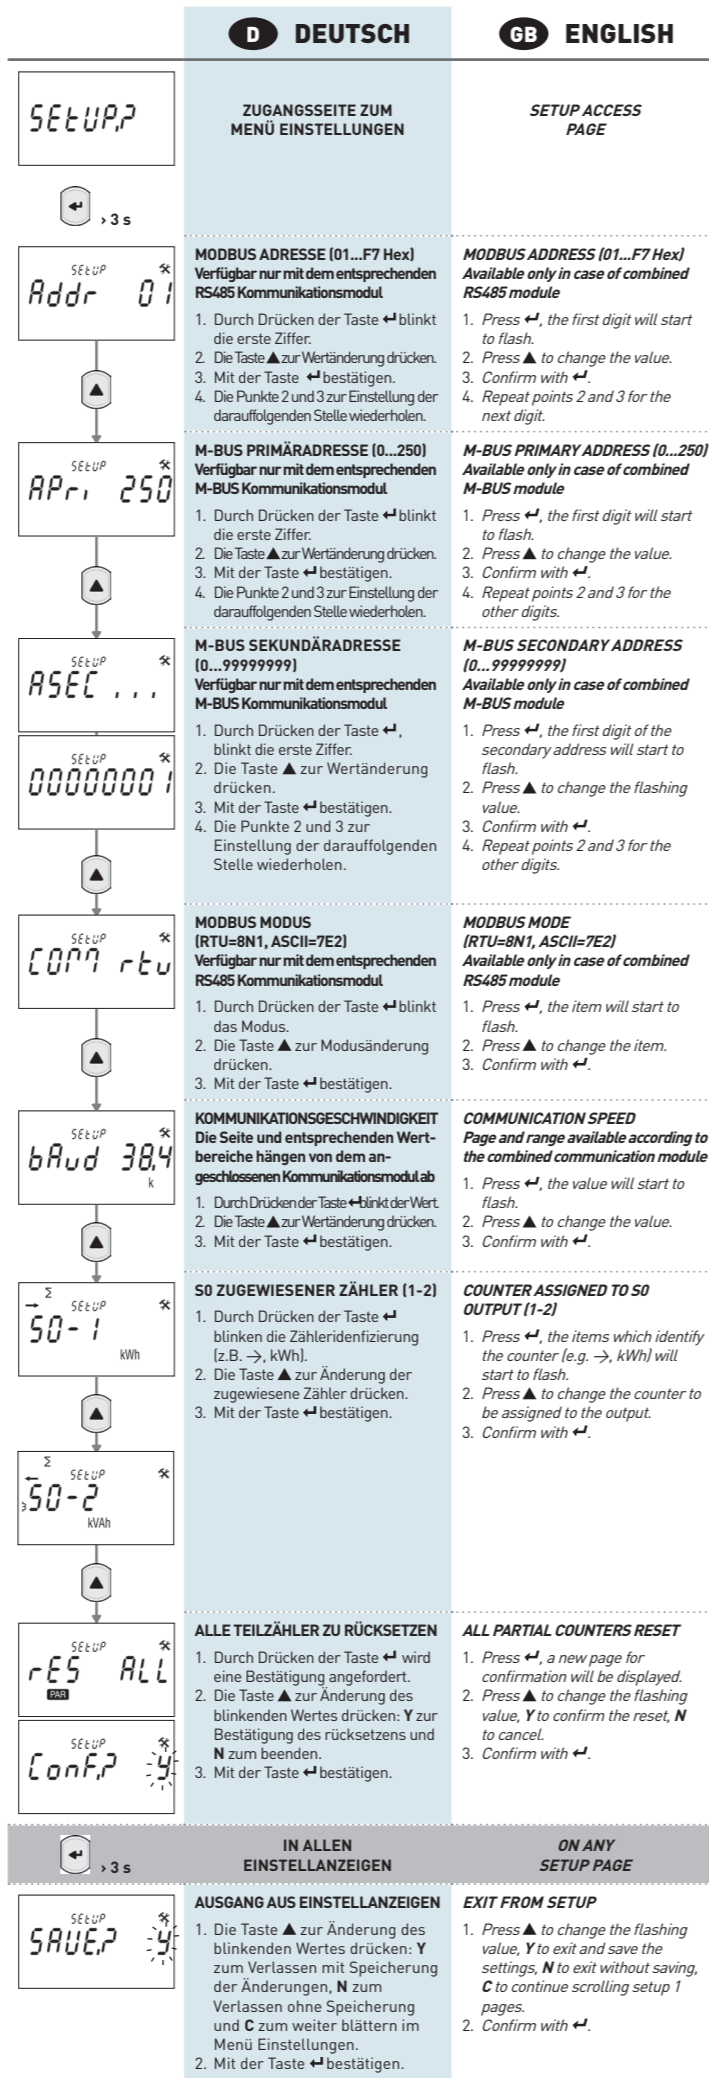 D DEUTSCH
GB ENGLISH
SEtUP,?
ZUGANGSSEITE ZUM
MENÜ EINSTELLUNGEN
SETUP ACCESS
PAGE
↵ › 3 s
SEtUP
Addr 01
MODBUS ADRESSE (01...F7 Hex)
Verfügbar nur mit dem entsprechenden
RS485 Kommunikationsmodul
1. Durch Drücken der Taste ↵ blinkt
die erste Ziffer.
2. Die Taste ▲ zur Wertänderung drücken.
3. Mit der Taste ↵ bestätigen.
4. Die Punkte 2 und 3 zur Einstellung der
darauffolgenden Stelle wiederholen.
MODBUS ADDRESS (01...F7 Hex)
Available only in case of combined
RS485 module
1. Press ↵, the first digit will start
to flash.
2. Press ▲ to change the value.
3. Confirm with ↵.
4. Repeat points 2 and 3 for the
next digit.
▲
SEtUP
APri 250
M-BUS PRIMÄRADRESSE (0...250)
Verfügbar nur mit dem entsprechenden
M-BUS Kommunikationsmodul
1. Durch Drücken der Taste ↵ blinkt
die erste Ziffer.
2. Die Taste ▲ zur Wertänderung drücken.
3. Mit der Taste ↵ bestätigen.
4. Die Punkte 2 und 3 zur Einstellung der
darauffolgenden Stelle wiederholen.
M-BUS PRIMARY ADDRESS (0...250)
Available only in case of combined
M-BUS module
1. Press ↵, the first digit will start
to flash.
2. Press ▲ to change the value.
3. Confirm with ↵.
4. Repeat points 2 and 3 for the
other digits.
▲
SEtUP
ASEC ...
SEtUP
00000001
M-BUS SEKUNDÄRADRESSE
(0...99999999)
Verfügbar nur mit dem entsprechenden
M-BUS Kommunikationsmodul
1. Durch Drücken der Taste ↵,
blinkt die erste Ziffer.
2. Die Taste ▲ zur Wertänderung
drücken.
3. Mit der Taste ↵ bestätigen.
4. Die Punkte 2 und 3 zur
Einstellung der darauffolgenden
Stelle wiederholen.
M-BUS SECONDARY ADDRESS
(0...99999999)
Available only in case of combined
M-BUS module
1. Press ↵, the first digit of the
secondary address will start to
flash.
2. Press ▲ to change the flashing
value.
3. Confirm with ↵.
4. Repeat points 2 and 3 for the
other digits.
▲
SEtUP
COM rtu
MODBUS MODUS
(RTU=8N1, ASCII=7E2)
Verfügbar nur mit dem entsprechenden
RS485 Kommunikationsmodul
1. Durch Drücken der Taste ↵ blinkt
das Modus.
2. Die Taste ▲ zur Modusänderung
drücken.
3. Mit der Taste ↵ bestätigen.
MODBUS MODE
(RTU=8N1, ASCII=7E2)
Available only in case of combined
RS485 module
1. Press ↵, the item will start to
flash.
2. Press ▲ to change the item.
3. Confirm with ↵.
▲
SEtUP
bAud 38,4
k
KOMMUNIKATIONSGESCHWINDIGKEIT
Die Seite und entsprechenden Wert-
bereiche hängen von dem an-
geschlossenen Kommunikationsmodul ab
1. Durch Drücken der Taste ↵ blinkt der Wert.
2. Die Taste ▲ zur Wertänderung drücken.
3. Mit der Taste ↵ bestätigen.
COMMUNICATION SPEED
Page and range available according to
the combined communication module
1. Press ↵, the value will start to
flash.
2. Press ▲ to change the value.
3. Confirm with ↵.
▲
Σ
→ SEtUP
S0-1
kWh
S0 ZUGEWIESENER ZÄHLER (1-2)
1. Durch Drücken der Taste ↵
blinken die Zähleridenfizierung
(z.B. →, kWh).
2. Die Taste ▲ zur Änderung der
zugewiesene Zähler drücken.
3. Mit der Taste ↵ bestätigen.
COUNTER ASSIGNED TO S0
OUTPUT (1-2)
1. Press ↵, the items which identify
the counter (e.g. →, kWh) will
start to flash.
2. Press ▲ to change the counter to
be assigned to the output.
3. Confirm with ↵.
▲
Σ
← SEtUP
S0-2
kVAh
▲
SEtUP
rES ALL
PAR
SEtUP
ConF,? Y
ALLE TEILZÄHLER ZU RÜCKSETZEN
1. Durch Drücken der Taste ↵ wird
eine Bestätigung angefordert.
2. Die Taste ▲ zur Änderung des
blinkenden Wertes drücken: Y zur
Bestätigung des rücksetzens und
N zum beenden.
3. Mit der Taste ↵ bestätigen.
ALL PARTIAL COUNTERS RESET
1. Press ↵, a new page for
confirmation will be displayed.
2. Press ▲ to change the flashing
value, Y to confirm the reset, N
to cancel.
3. Confirm with ↵.
↵ › 3 s
IN ALLEN
EINSTELLANZEIGEN
ON ANY
SETUP PAGE
SEtUP
SAVE,? Y
AUSGANG AUS EINSTELLANZEIGEN
1. Die Taste ▲ zur Änderung des
blinkenden Wertes drücken: Y
zum Verlassen mit Speicherung
der Änderungen, N zum
Verlassen ohne Speicherung
und C zum weiter blättern im
Menü Einstellungen.
2. Mit der Taste ↵ bestätigen.
EXIT FROM SETUP
1. Press ▲ to change the flashing
value, Y to exit and save the
settings, N to exit without saving,
C to continue scrolling setup 1
pages.
2. Confirm with ↵.